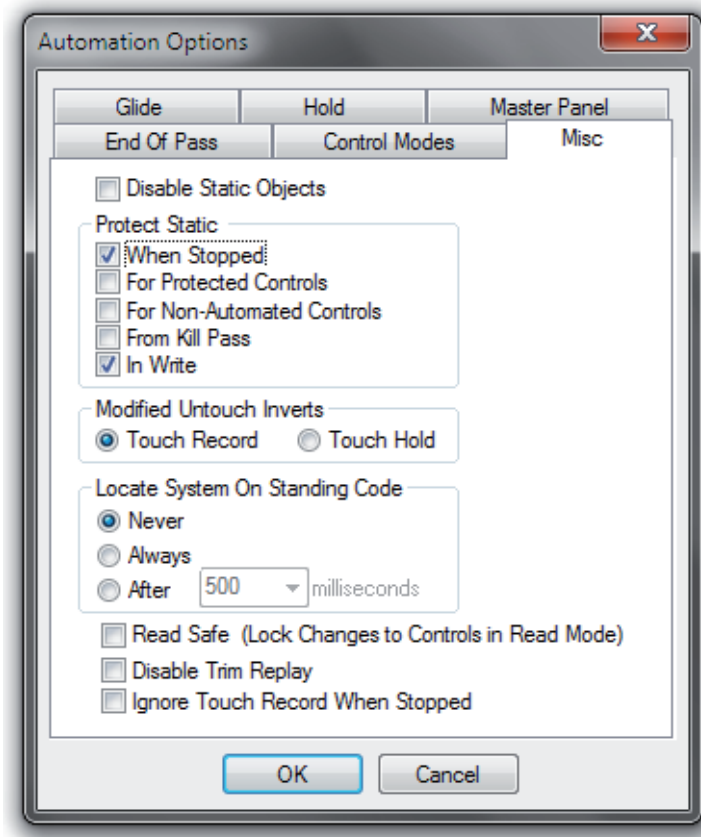 Automation Options
Glide Hold Master Panel
End Of Pass Control Modes Misc
Disable Static Objects
Protect Static
When Stopped
For Protected Controls
For Non-Automated Controls
From Kill Pass
In Write
Modified Untouch Inverts
Touch Record Touch Hold
Locate System On Standing Code
Never
Always
After 500 milliseconds
Read Safe (Lock Changes to Controls in Read Mode)
Disable Trim Replay
Ignore Touch Record When Stopped
OK Cancel